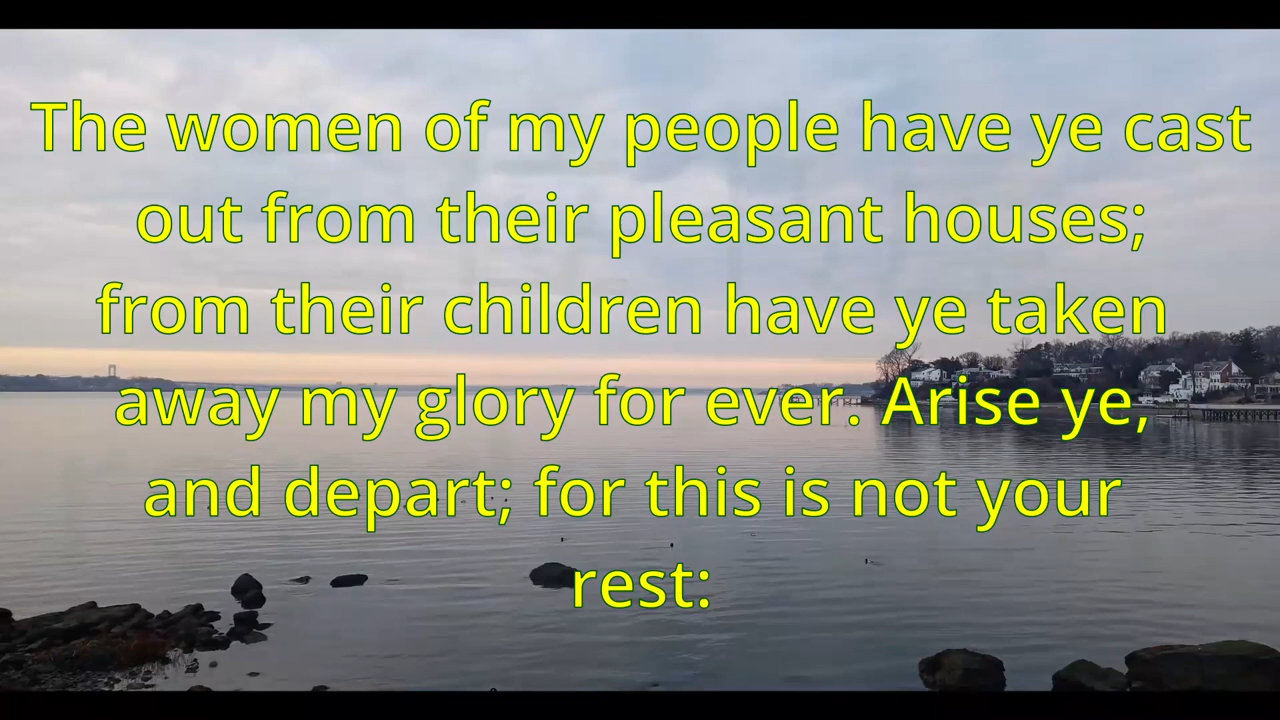 The women of my people have ye cast
out from their pleasant houses;
from their children have ye taken
away my glory for ever. Arise ye,
and depart; for this is not your
rest: